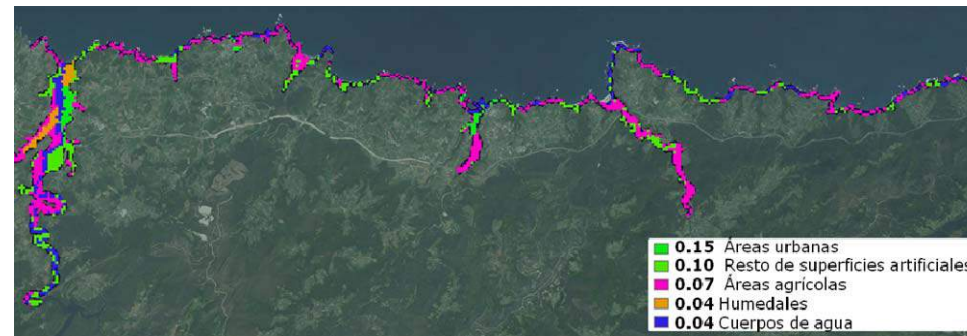 0.15 Áreas urbanas
0.10 Resto de superficies artificiales
0.07 Áreas agrícolas
0.04 Humedales
0.04 Cuerpos de agua